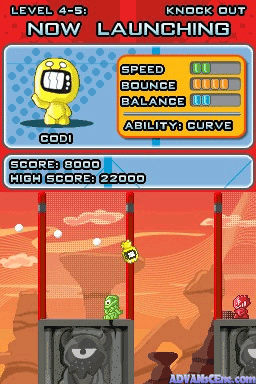 LEVEL 4-5: KNOCK OUT
NOW LAUNCHING
SPEED
BOUNCE
BALANCE
ABILITY: CURVE
CODI
SCORE: 8000
HIGH SCORE: 22000
ADVANSCENE.COM